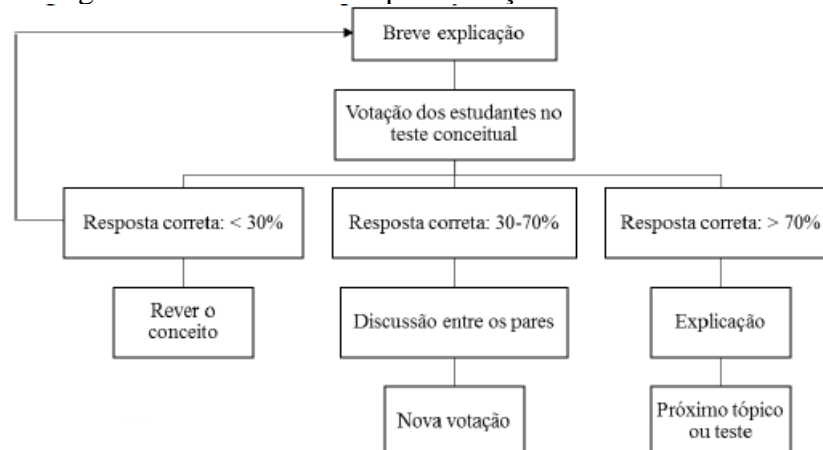 Breve explicação
Votação dos estudantes no
teste conceitual
Resposta correta: < 30%
Resposta correta: 30-70%
Resposta correta: > 70%
Rever o
conceito
Discussão entre os pares
Explicação
Nova votação
Próximo tópico
ou teste